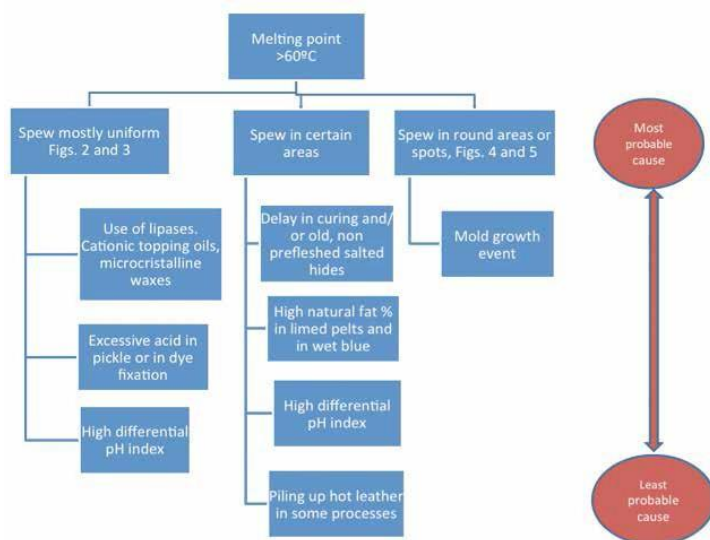 Melting point
>60ºC
Spew mostly uniform
Figs. 2 and 3
Spew in certain
areas
Spew in round areas or
spots, Figs. 4 and 5
Most
probable
cause
Use of lipases.
Cationic topping oils,
microcristalline
waxes
Delay in curing and/
or old, non
prefleshed salted
hides
Mold growth
event
Excessive acid in
pickle or in dye
fixation
High natural fat %
in limed pelts and
in wet blue
High differential
pH index
High differential
pH index
Piling up hot leather
in some processes
Least
probable
cause